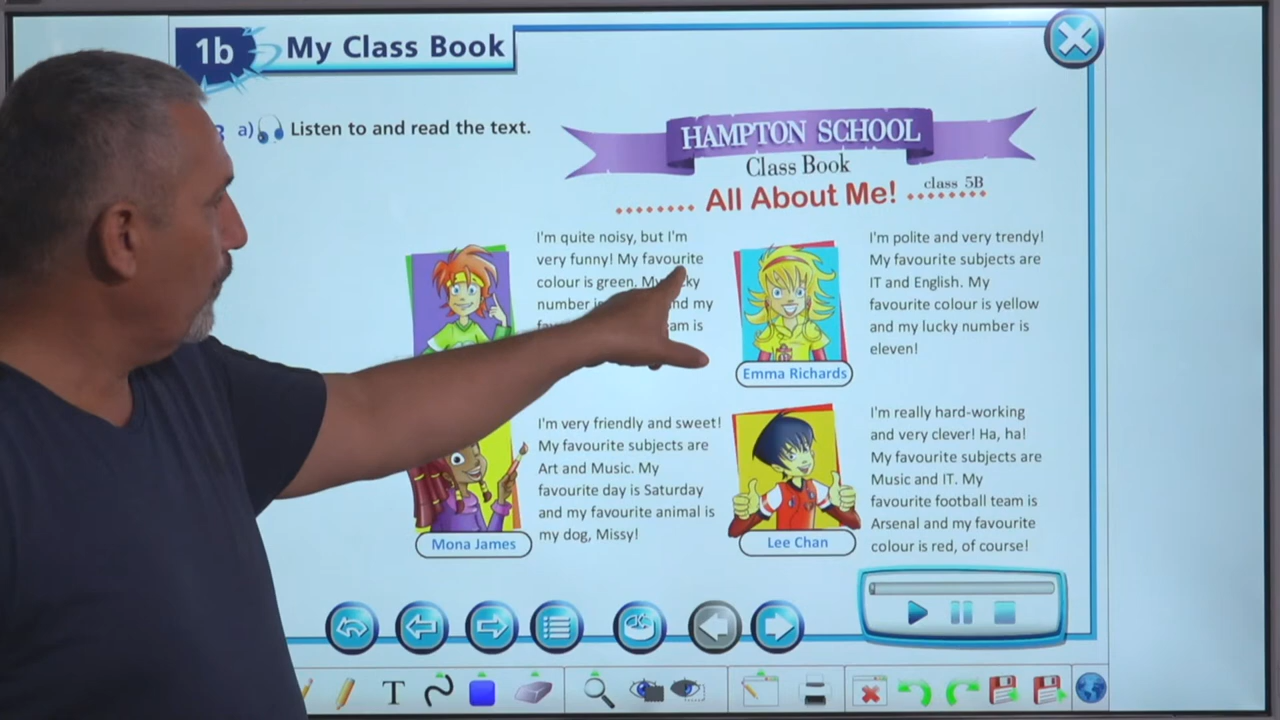 1b My Class Book
a) Listen to and read the text.
HAMPTON SCHOOL
Class Book
class 5B
All About Me!
I'm quite noisy, but I'm
very funny! My favourite
colour is green. My
number
and my
am is
I'm polite and very trendy!
My favourite subjects are
IT and English. My
favourite colour is yellow
and my lucky number is
eleven!
Emma Richards
I'm very friendly and sweet!
My favourite subjects are
Art and Music. My
favourite day is Saturday
and my favourite animal is
my dog, Missy!
Mona James
I'm really hard-working
and very clever! Ha, ha!
My favourite subjects are
Music and IT. My
favourite football team is
Arsenal and my favourite
colour is red, of course!
Lee Chan
T